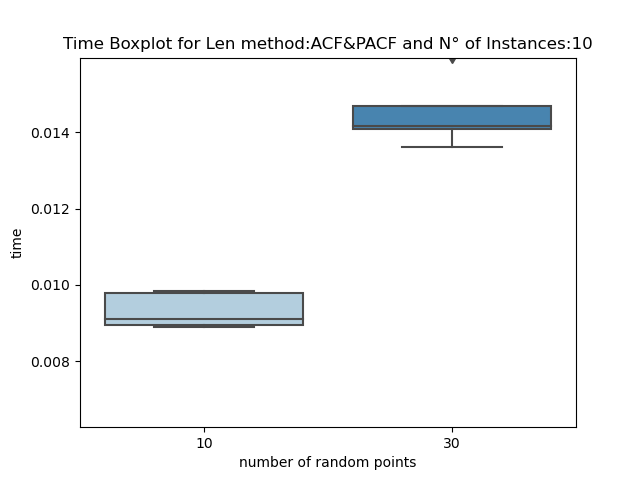 Time Boxplot for Len method:ACF&PACF and N° of Instances:10
0.014
0.012
0.010
0.008
time
10
30
number of random points